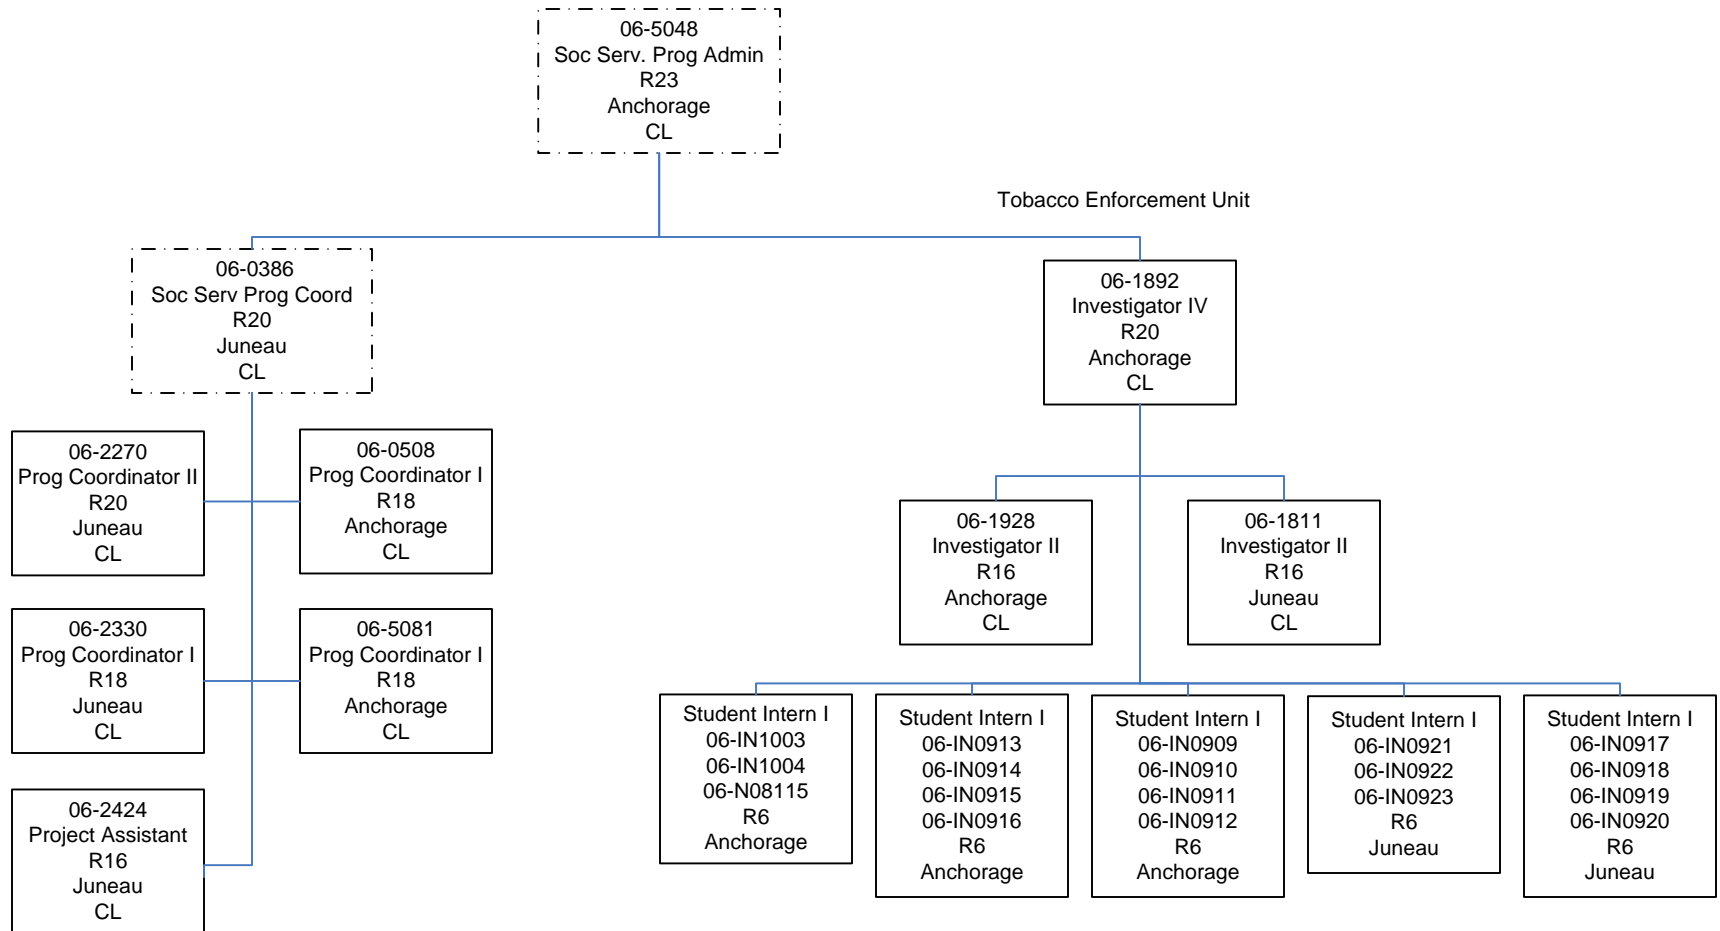 06-5048
Soc Serv. Prog Admin
R23
Anchorage
CL
Tobacco Enforcement Unit
06-0386
Soc Serv Prog Coord
R20
Juneau
CL
06-1892
Investigator IV
R20
Anchorage
CL
06-2270
Prog Coordinator II
R20
Juneau
CL
06-0508
Prog Coordinator I
R18
Anchorage
CL
06-1928
Investigator II
R16
Anchorage
CL
06-1811
Investigator II
R16
Juneau
CL
06-2330
Prog Coordinator I
R18
Juneau
CL
06-5081
Prog Coordinator I
R18
Anchorage
CL
06-2424
Project Assistant
R16
Juneau
CL
Student Intern I
06-IN1003
06-IN1004
06-N08115
R6
Anchorage
Student Intern I
06-IN0913
06-IN0914
06-IN0915
06-IN0916
R6
Anchorage
Student Intern I
06-IN0909
06-IN0910
06-IN0911
06-IN0912
R6
Anchorage
Student Intern I
06-IN0921
06-IN0922
06-IN0923
R6
Juneau
Student Intern I
06-IN0917
06-IN0918
06-IN0919
06-IN0920
R6
Juneau